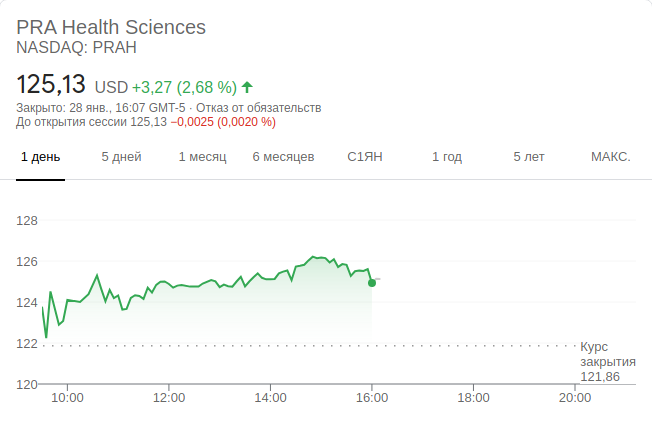 PRA Health Sciences
NASDAQ: PRAH
125,13 USD +3,27 (2,68 %)
Закрыто: 28 янв., 16:07 GMT-5 · Отказ от обязательств
До открытия сессии 125,13 −0,0025 (0,0020 %)
1 день 5 дней 1 месяц 6 месяцев С1ЯН 1 год 5 лет МАКС.
128
126
124
122
120
Курс
закрытия
121,86
10:00 12:00 14:00 16:00 18:00 20:00